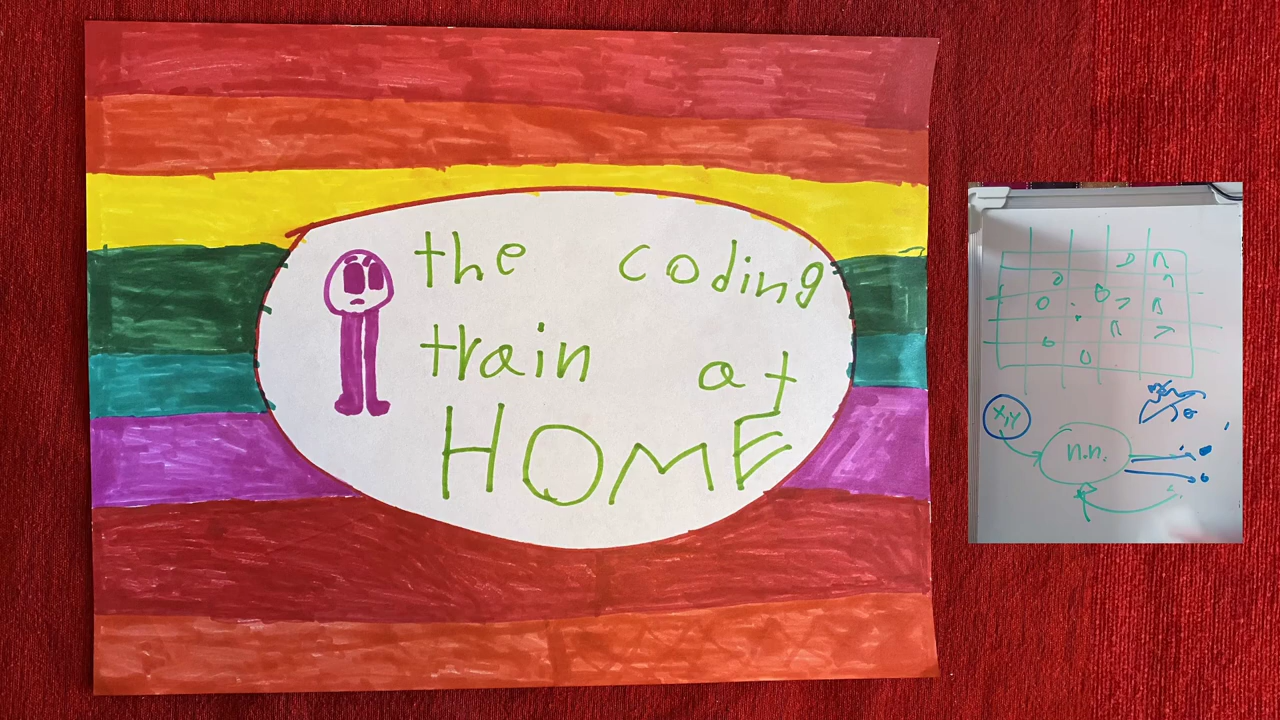 the coding
train at
HOME
x,y
n.n.